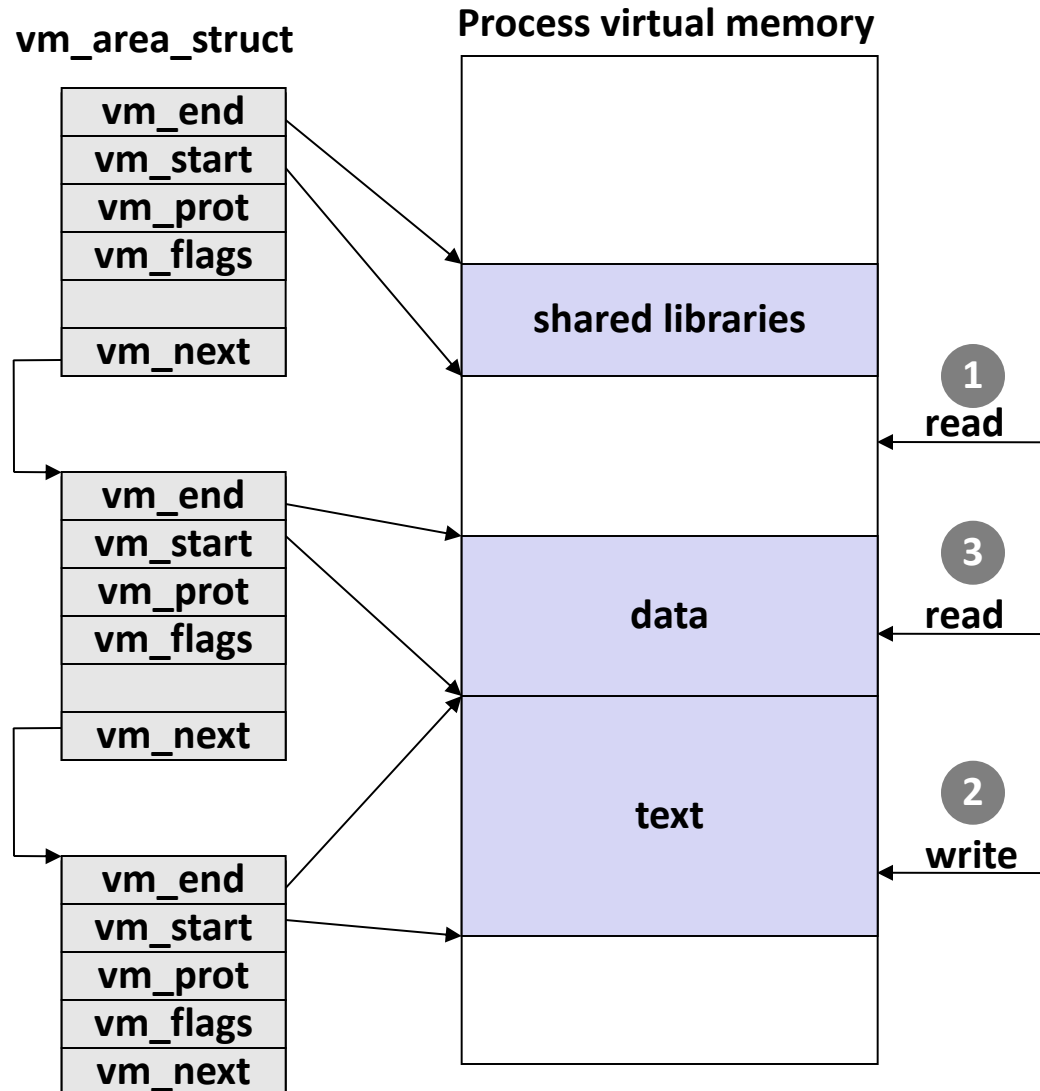 Process virtual memory
vm_area_struct
vm_end
vm_start
vm_prot
vm_flags
vm_next
vm_end
vm_start
vm_prot
vm_flags
vm_next
vm_end
vm_start
vm_prot
vm_flags
vm_next
shared libraries
data
text
1
read
3
read
2
write